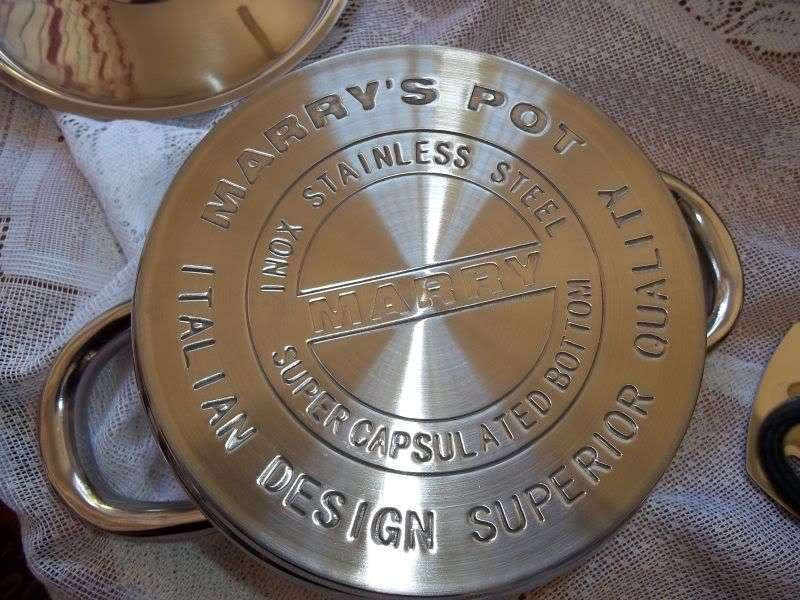 MARRY'S POT
ITALIAN DESIGN SUPERIOR QUALITY
INOX STAINLESS STEEL
SUPER CAPSULATED BOTTOM
MARRY